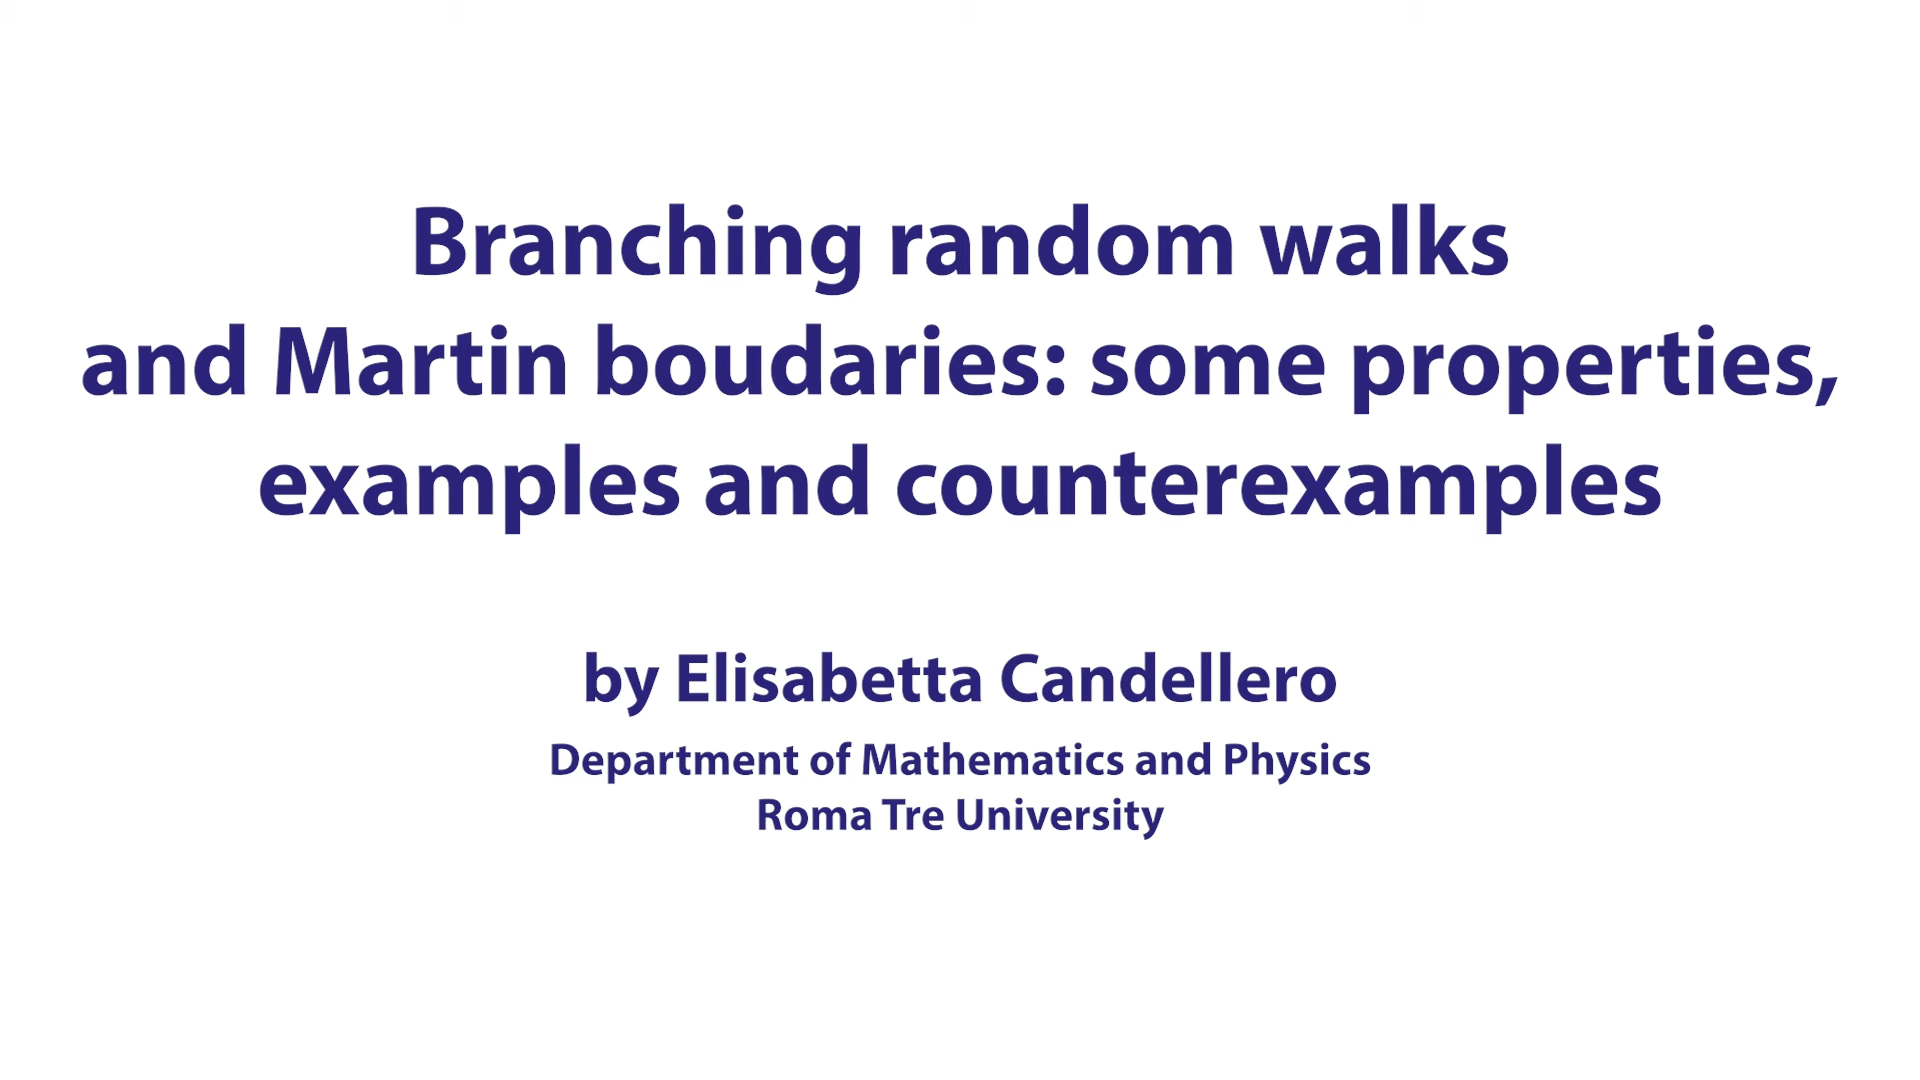 Branching random walks
and Martin boudaries: some properties,
examples and counterexamples
by Elisabetta Candellero
Department of Mathematics and Physics
Roma Tre University